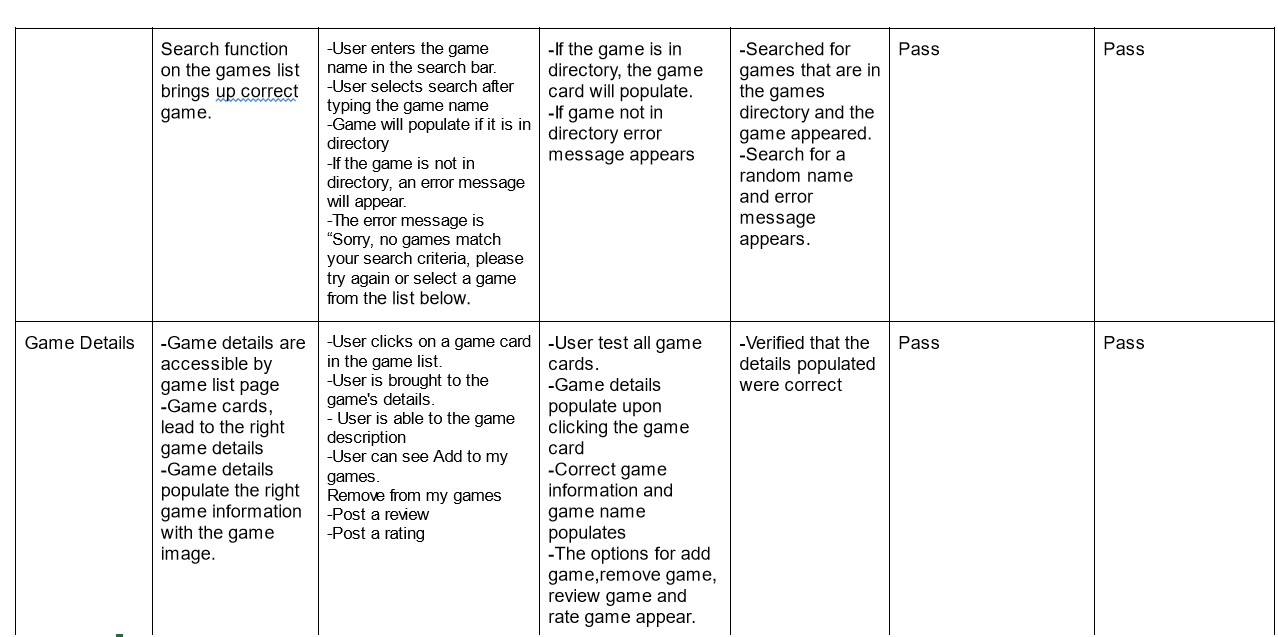 Search function
on the games list
brings up correct
game.
-User enters the game
name in the search bar.
-User selects search after
typing the game name
-Game will populate if it is in
directory
-If the game is not in
directory, an error message
will appear.
-The error message is
“Sorry, no games match
your search criteria, please
try again or select a game
from the list below.
-If the game is in
directory, the game
card will populate.
-If game not in
directory error
message appears
-Searched for
games that are in
the games
directory and the
game appeared.
-Search for a
random name
and error
message
appears.
Pass
Pass
Game Details
-Game details are
accessible by
game list page
-Game cards,
lead to the right
game details
-Game details
populate the right
game information
with the game
image.
-User clicks on a game card
in the game list.
-User is brought to the
game's details.
- User is able to the game
description
-User can see Add to my
games.
Remove from my games
-Post a review
-Post a rating
-User test all game
cards.
-Game details
populate upon
clicking the game
card
-Correct game
information and
game name
populates
-The options for add
game,remove game,
review game and
rate game appear.
-Verified that the
details populated
were correct
Pass
Pass